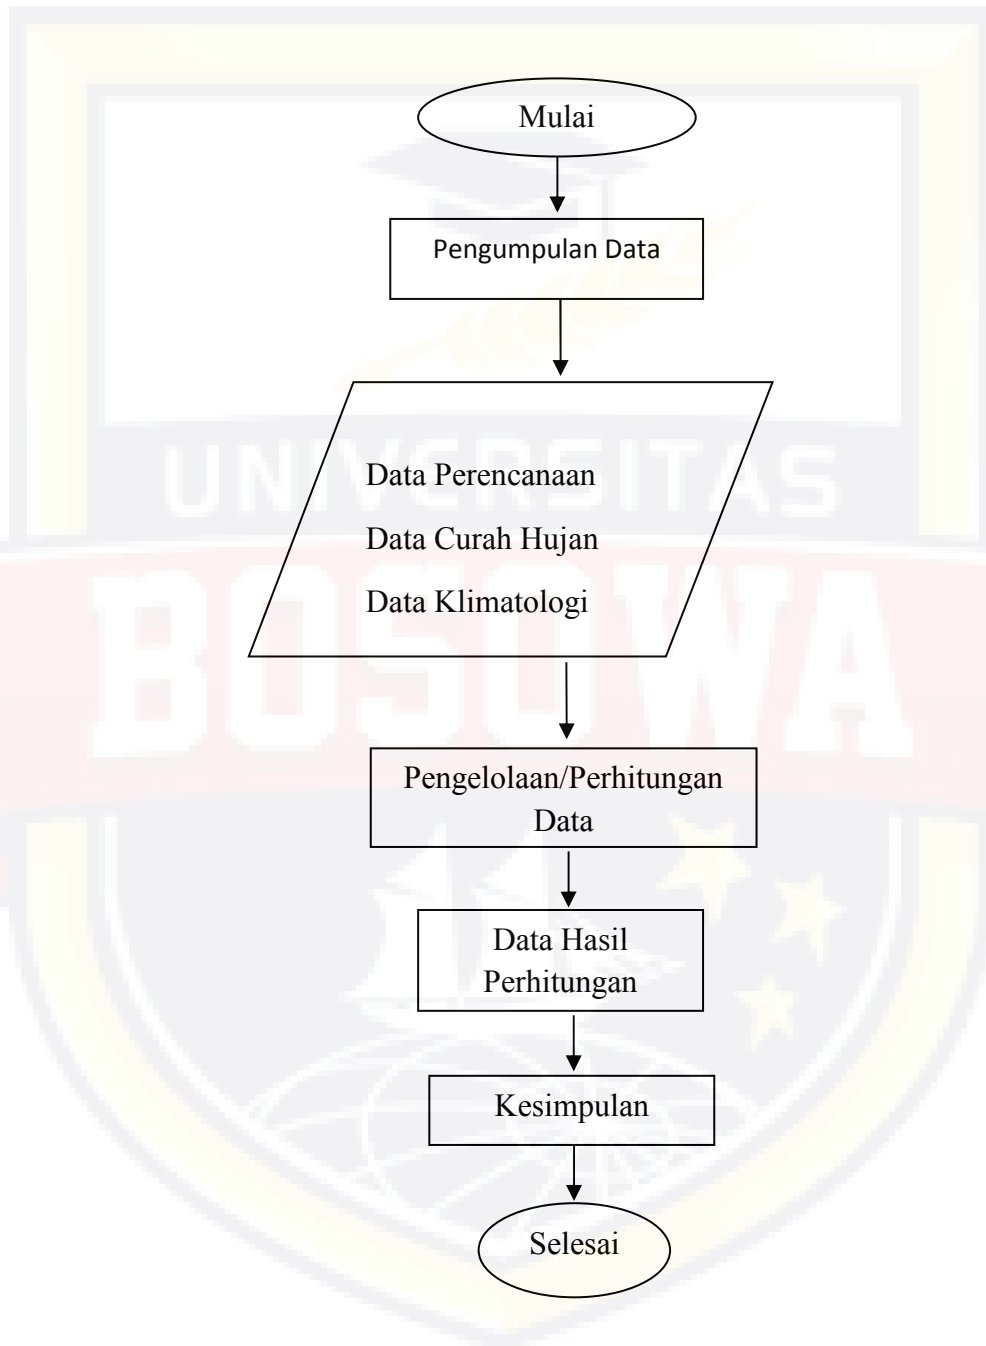 Mulai
Pengumpulan Data
UNIVERSITAS
Data Perencanaan
Data Curah Hujan
Data Klimatologi
BOSOWA
Pengelolaan/Perhitungan
Data
Data Hasil
Perhitungan
Kesimpulan
Selesai